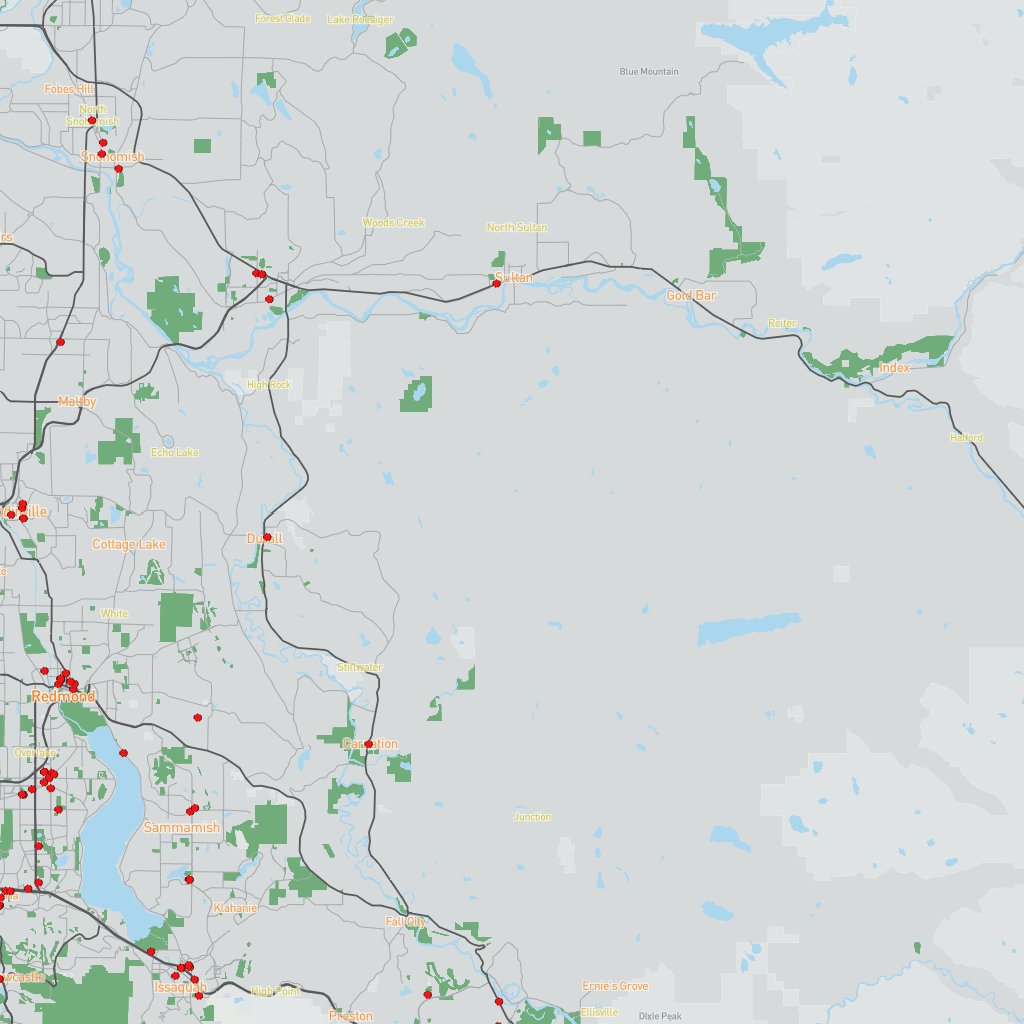 Forest Glade
Lake Roesiger
Blue Mountain
Fobes Hill
North
Snohomish
Snohomish
Woods Creek
North Sultan
Sultan
Gold Bar
Reiter
Index
High Rock
Maltby
Halford
Echo Lake
Duvall
Cottage Lake
White
Stillwater
Redmond
Carnation
Overlake
Junction
Sammamish
Klahanie
Fall City
Issaquah
High Point
Ernie's Grove
Ellisville
Preston
Dixie Peak